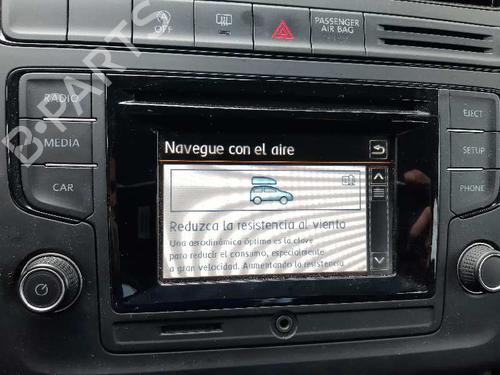 OFF
PASSENGER
AIR BAG
RADIO
MEDIA
CAR
EJECT
SETUP
PHONE
Navegue con el aire
Reduzca la resistencia al viento
Una aerodinámica óptima es la clave
para reducir el consumo, especialmente
a gran velocidad. Aumentando la resistencia
B-PARTS